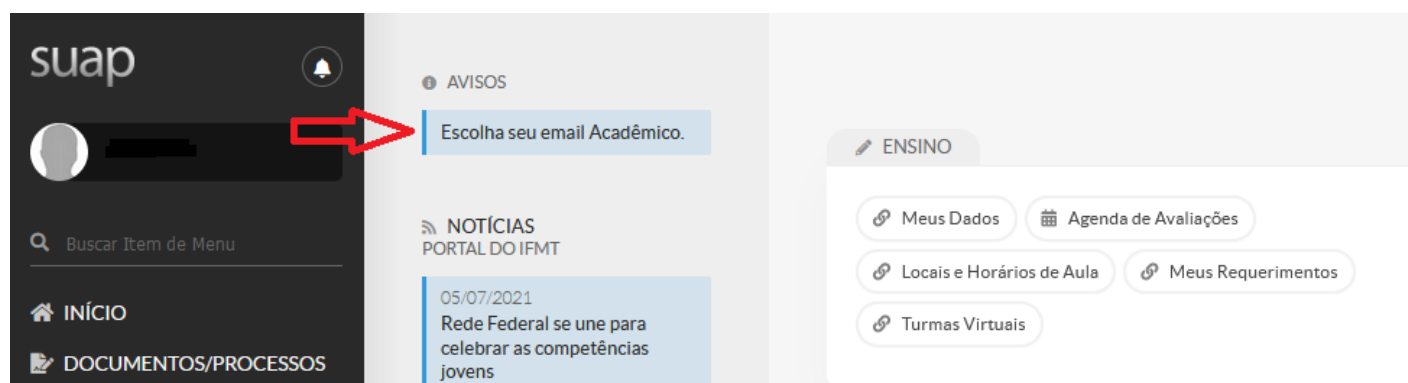 suap
Buscar Item de Menu
INÍCIO
DOCUMENTOS/PROCESSOS
AVISOS
Escolha seu email Acadêmico.
NOTÍCIAS
PORTAL DO IFMT
05/07/2021
Rede Federal se une para
celebrar as competências
jovens
ENSINO
Meus Dados
Agenda de Avaliações
Locais e Horários de Aula
Meus Requerimentos
Turmas Virtuais